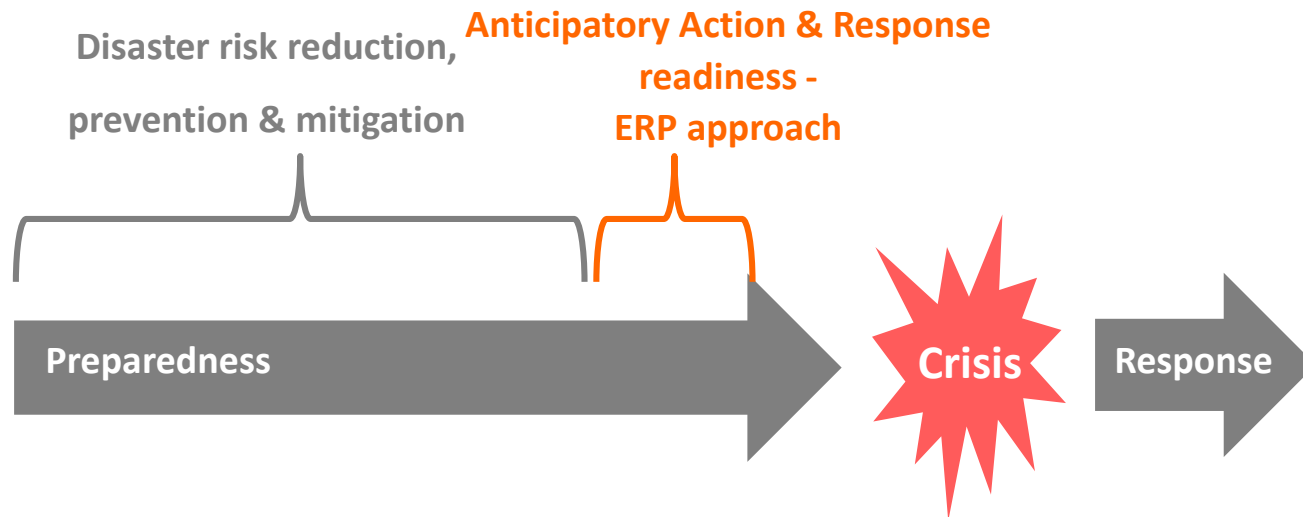 Disaster risk reduction,
prevention & mitigation
Anticipatory Action & Response
readiness -
ERP approach
Preparedness
Crisis
Response